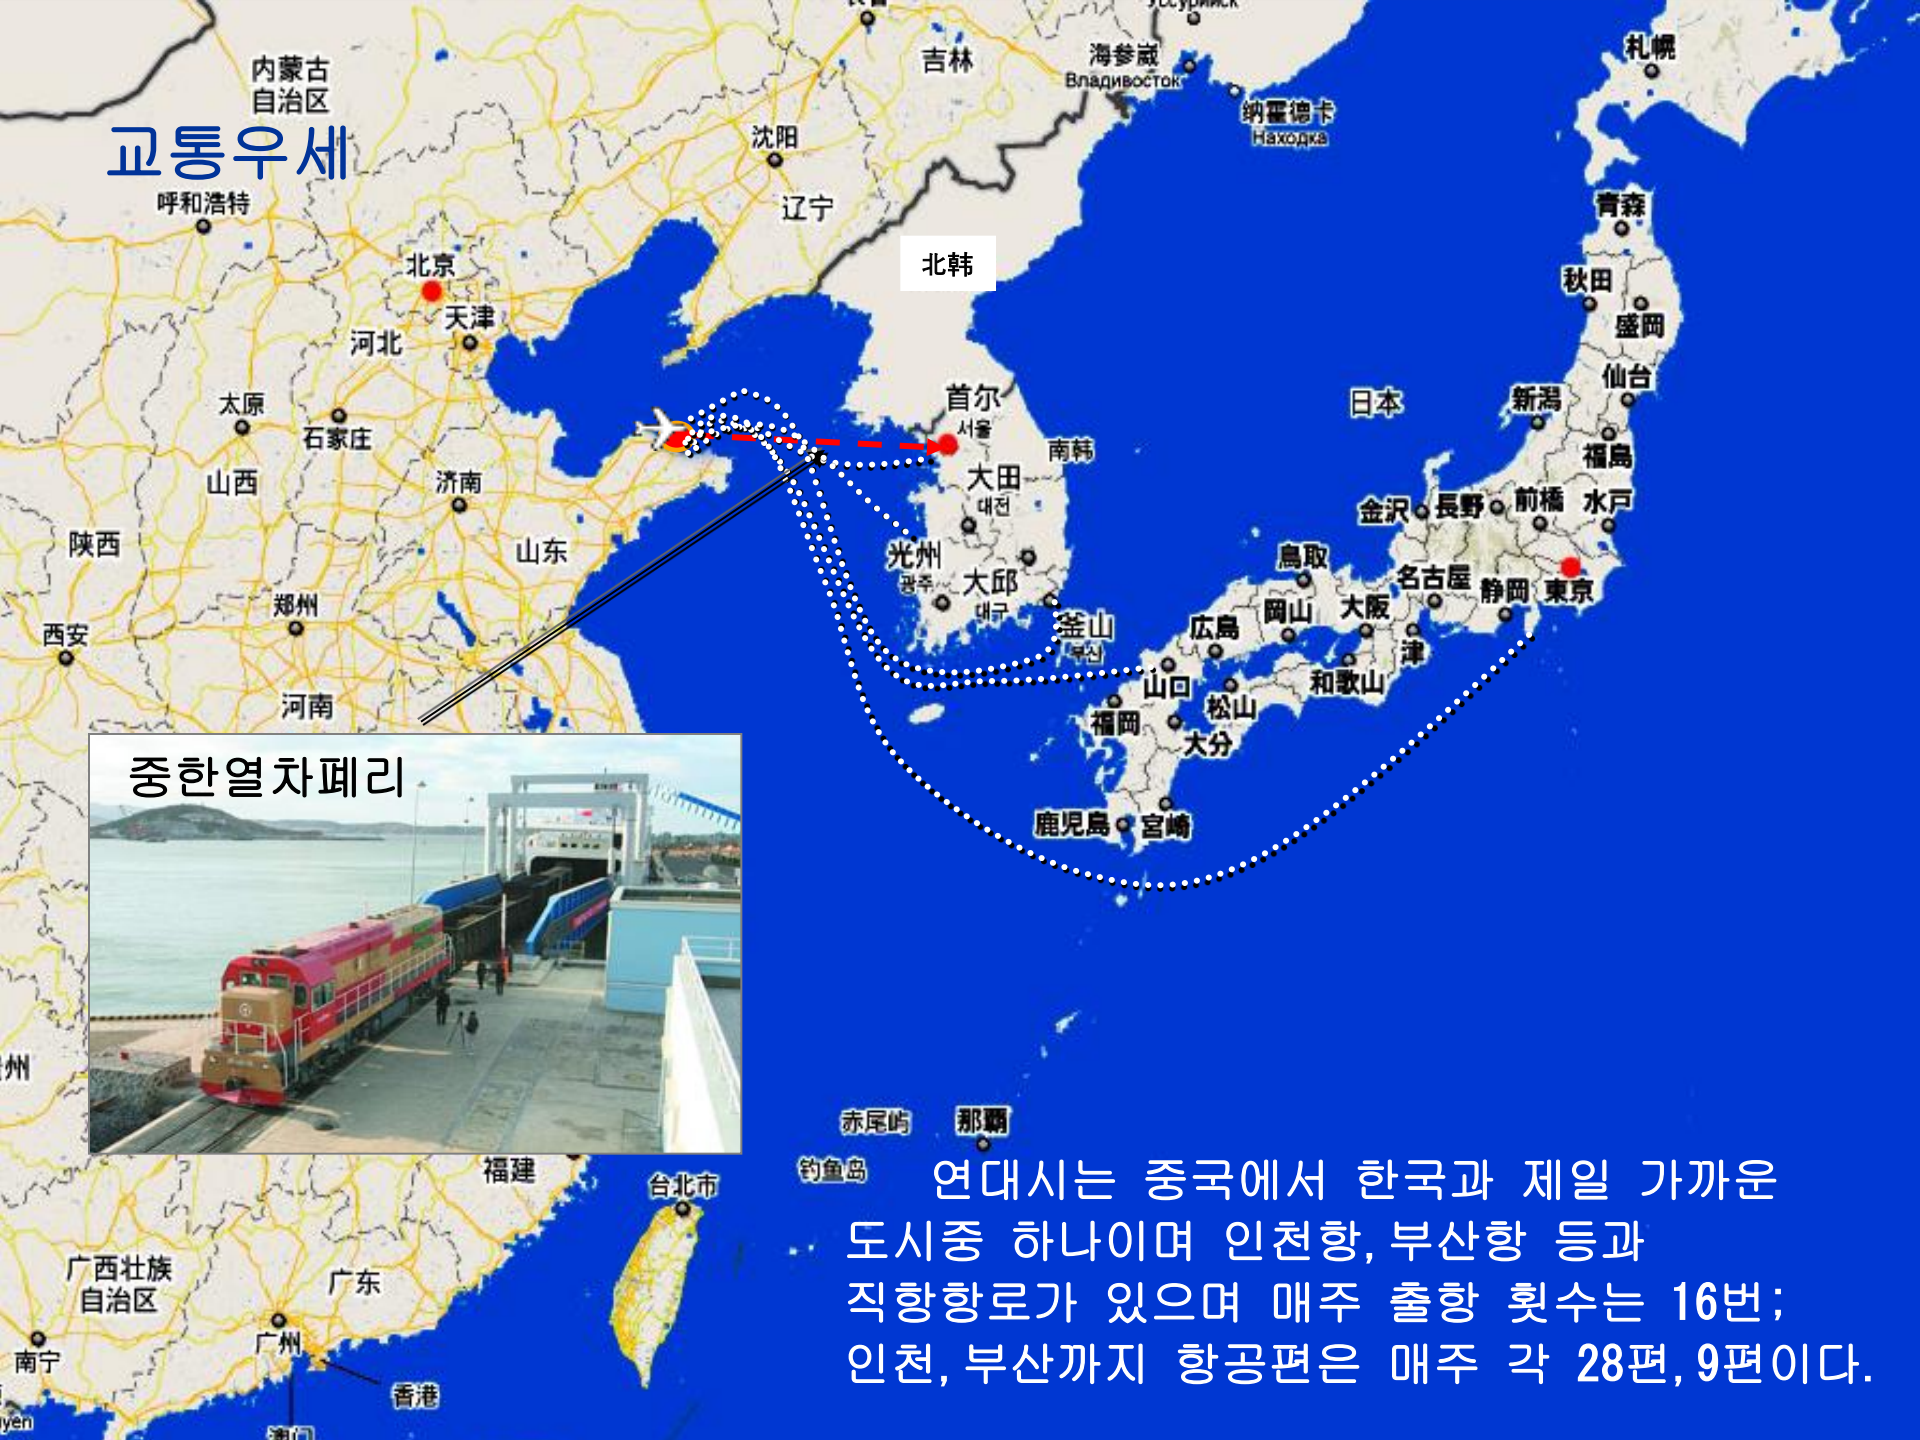 长春
Уссурийск
吉林
海参崴
Владивосток
札幌
内蒙古
自治区
纳霍德卡
Находка
교통우세
沈阳
呼和浩特
辽宁
青森
北京
北韩
秋田
天津
盛岡
河北
仙台
太原
首尔
서울
日本
新潟
石家庄
南韩
福島
山西
济南
大田
대전
金沢
長野
前橋
水戸
陕西
山东
光州
광주
大邱
대구
鳥取
名古屋
静岡
東京
郑州
岡山
大阪
西安
釜山
부산
広島
津
河南
山口
松山
和歌山
福岡
大分
중한열차폐리
鹿児島
宮崎
州
赤尾屿
那覇
福建
台北市
钓鱼岛
연대시는 중국에서 한국과 제일 가까운
도시중 하나이며 인천항,부산항 등과
직항항로가 있으며 매주 출항 횟수는 16번;
인천,부산까지 항공편은 매주 각 28편,9편이다.
广西壮族
自治区
广东
广州
南宁
香港
yen
澳门